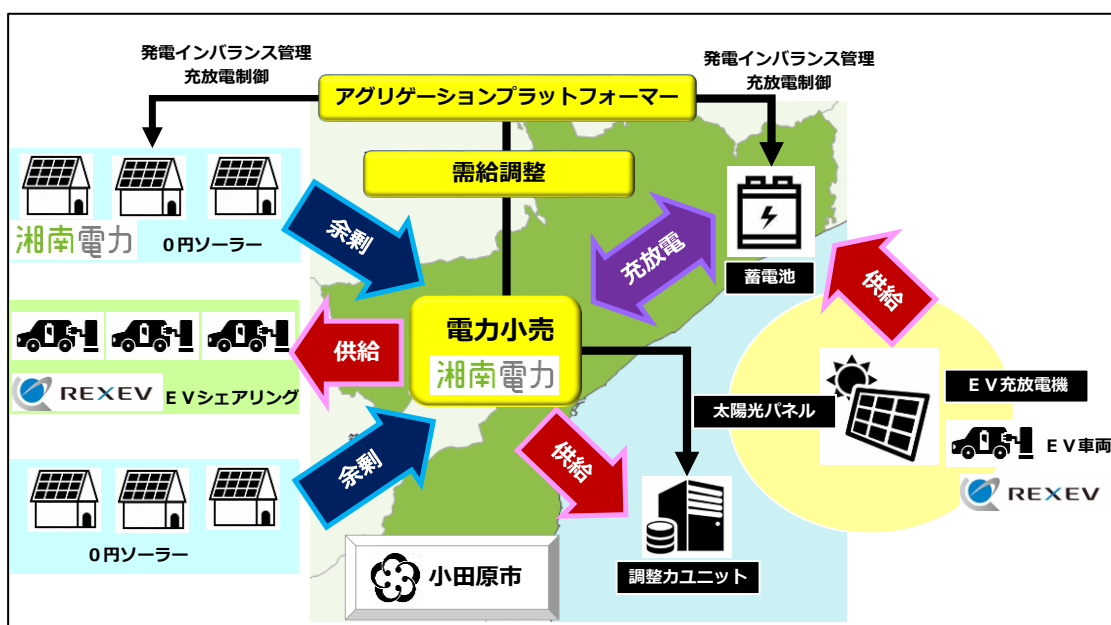 発電インバランス管理
充放電制御
発電インバランス管理
充放電制御
アグリゲーションプラットフォーマー
需給調整
湘南電力
0円ソーラー
余剰
充放電
蓄電池
供給
電力小売
湘南電力
供給
REXEV
EVシェアリング
太陽光パネル
EV充放電機
EV車両
REXEV
余剰
供給
0円ソーラー
小田原市
調整力ユニット